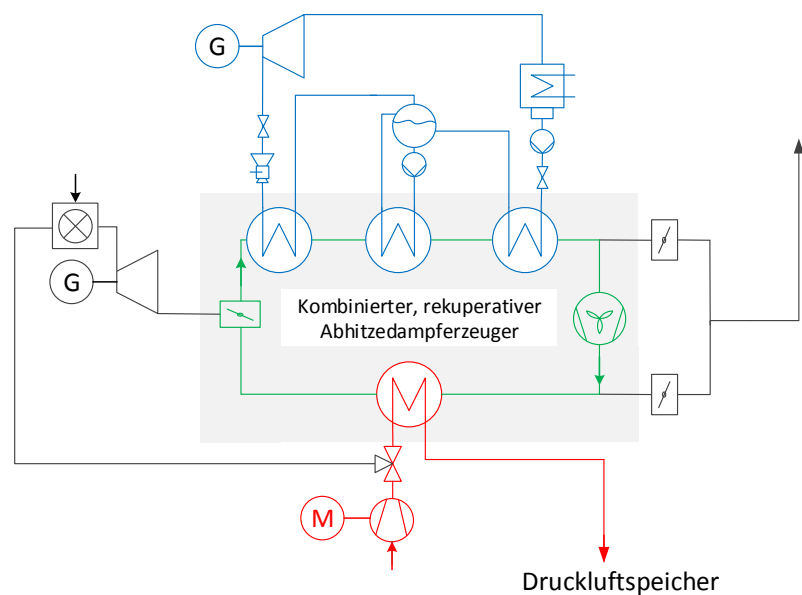 G
G
Kombinierter, rekuperativer
Abhitzedampferzeuger
M
Druckluftspeicher